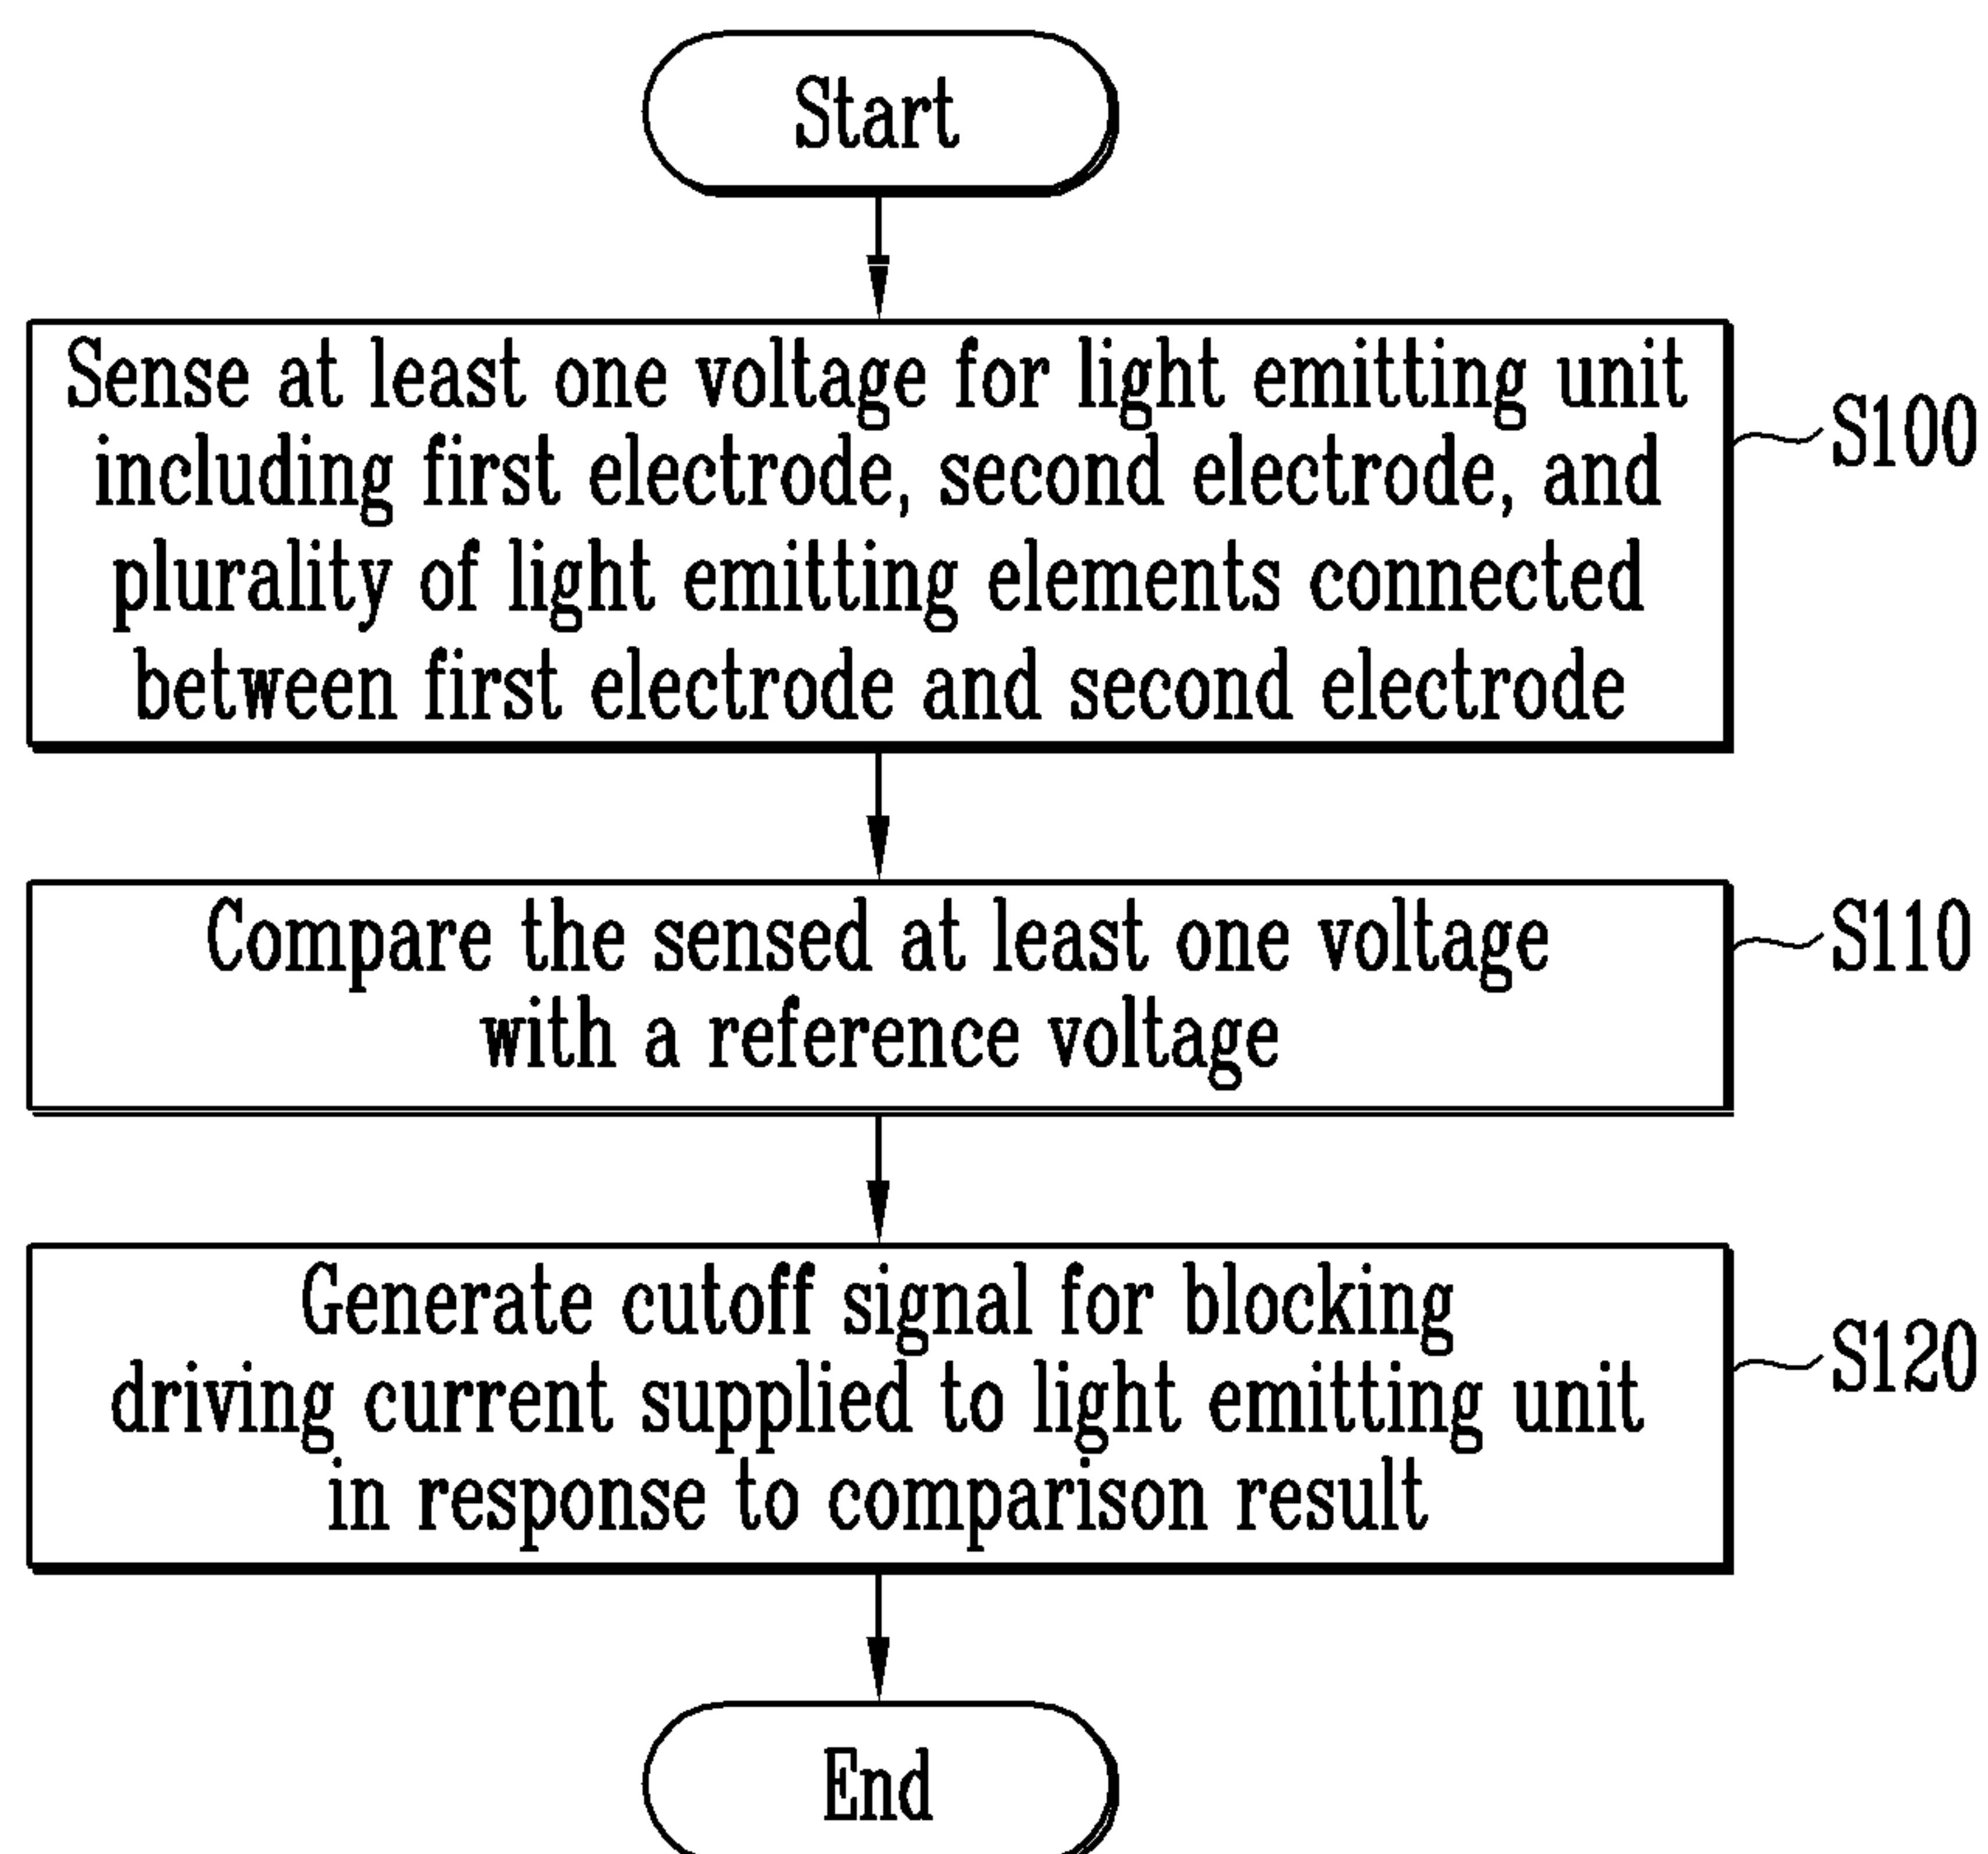 Start
Sense at least one voltage for light emitting unit
including first electrode, second electrode, and
plurality of light emitting elements connected
between first electrode and second electrode
S100
Compare the sensed at least one voltage
with a reference voltage
S110
Generate cutoff signal for blocking
driving current supplied to light emitting unit
in response to comparison result
S120
End